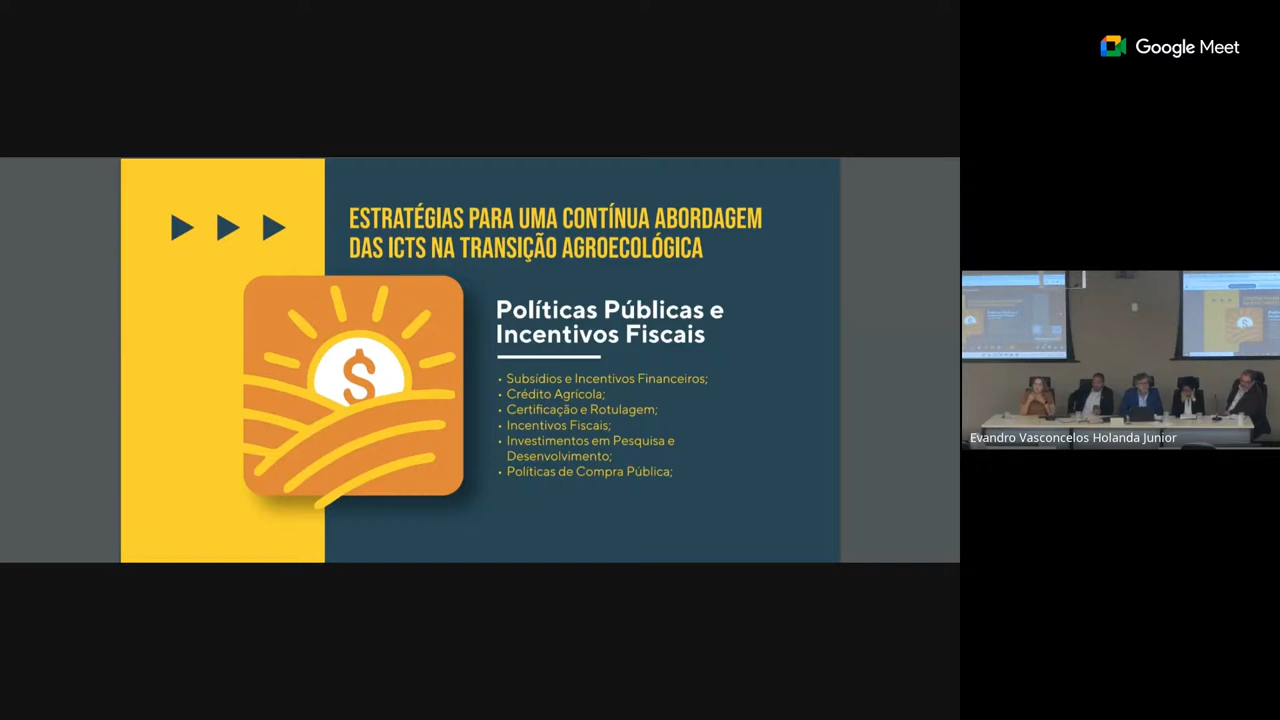 Google Meet
ESTRATÉGIAS PARA UMA CONTÍNUA ABORDAGEM
DAS ICTS NA TRANSIÇÃO AGROECOLÓGICA
Políticas Públicas e
Incentivos Fiscais
$
• Subsídios e Incentivos Financeiros;
• Crédito Agrícola;
• Certificação e Rotulagem;
• Incentivos Fiscais;
• Investimentos em Pesquisa e
Desenvolvimento;
• Políticas de Compra Pública;
Evandro Vasconcelos Holanda Junior